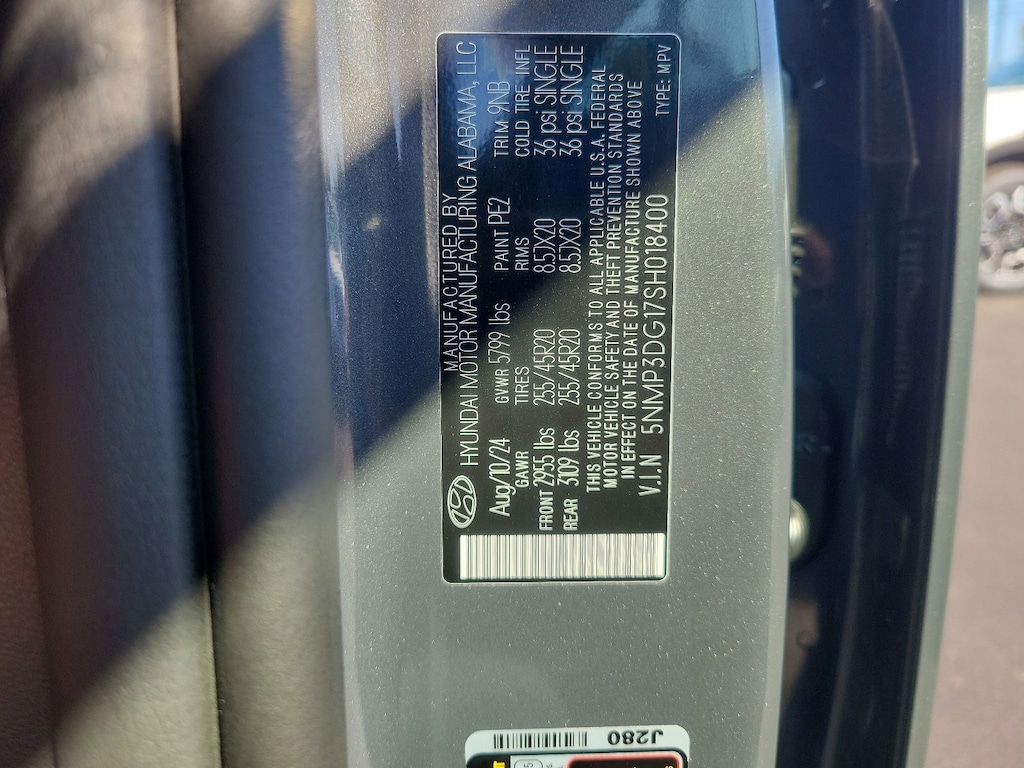 MANUFACTURED BY
HYUNDAI MOTOR MANUFACTURING ALABAMA, LLC
Aug/10/24 GVWR 5799 lbs PAINT PE2 TRIM 9NB
GAWR TIRES RIMS COLD TIRE INFL
FRONT 2955 lbs 255/45R20 8.5JX20 36 psi SINGLE
REAR 3109 lbs 255/45R20 8.5JX20 36 psi SINGLE
THIS VEHICLE CONFORMS TO ALL APPLICABLE U.S.A. FEDERAL
MOTOR VEHICLE SAFETY AND THEFT PREVENTION STANDARDS
IN EFFECT ON THE DATE OF MANUFACTURE SHOWN ABOVE
V.I.N 5NMP3DG17SH018400 TYPE: MPV
J280